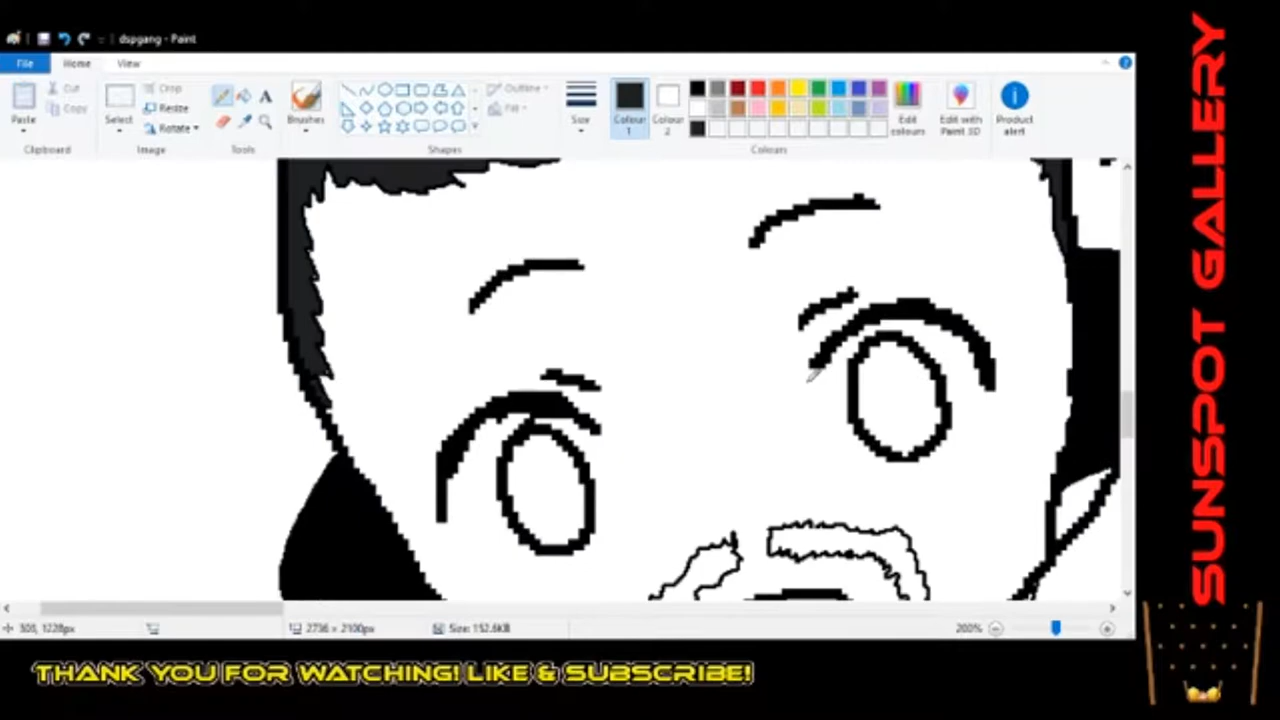 dspgang - Paint
File Home View
Paste
Cut
Copy
Clipboard
Select
Crop
Resize
Rotate
Image
A
Tools
Brushes
Outline
Fill
Shapes
Size
Colour 1
Colour 2
Edit colours
Colours
Edit with Paint 3D
Product alert
2736 × 2100px
Size: 152.6KB
200%
SUNSPOT GALLERY
THANK YOU FOR WATCHING! LIKE & SUBSCRIBE!